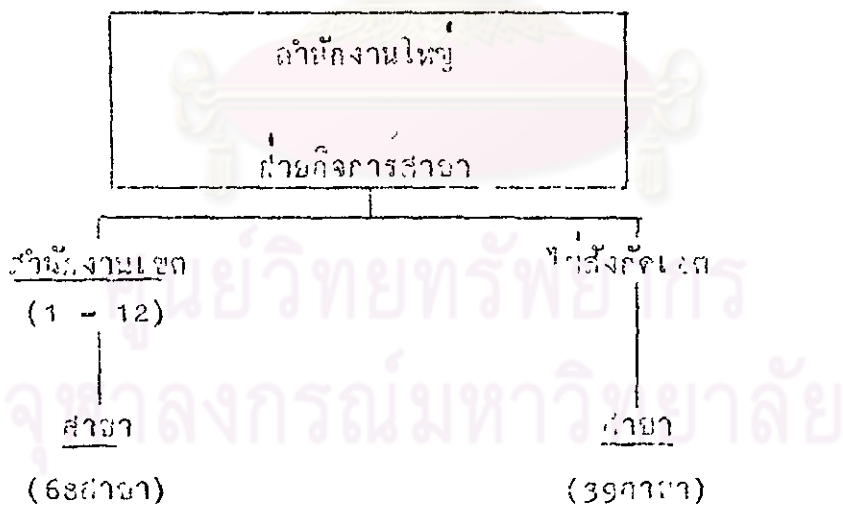 สำนักงานใหญ่
ฝ่ายกิจการสาขา
สำนักงานเขต
ไม่สังกัดเขต
(1 - 12)
สาขา
สาขา
(68สาขา)
(39สาขา)
ศูนย์วิทยทรัพยากร
จุฬาลงกรณ์มหาวิทยาลัย